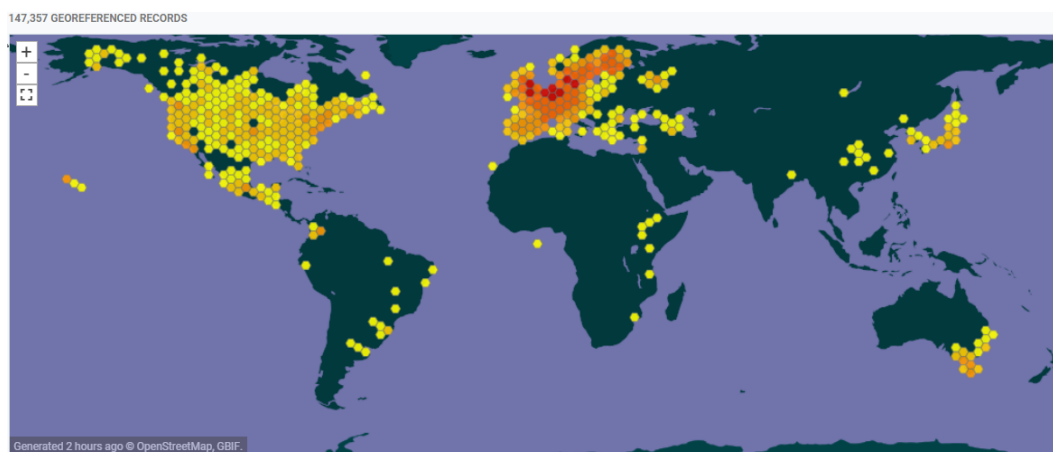 147,357 GEOREFERENCED RECORDS
+
-
Generated 2 hours ago © OpenStreetMap, GBIF.